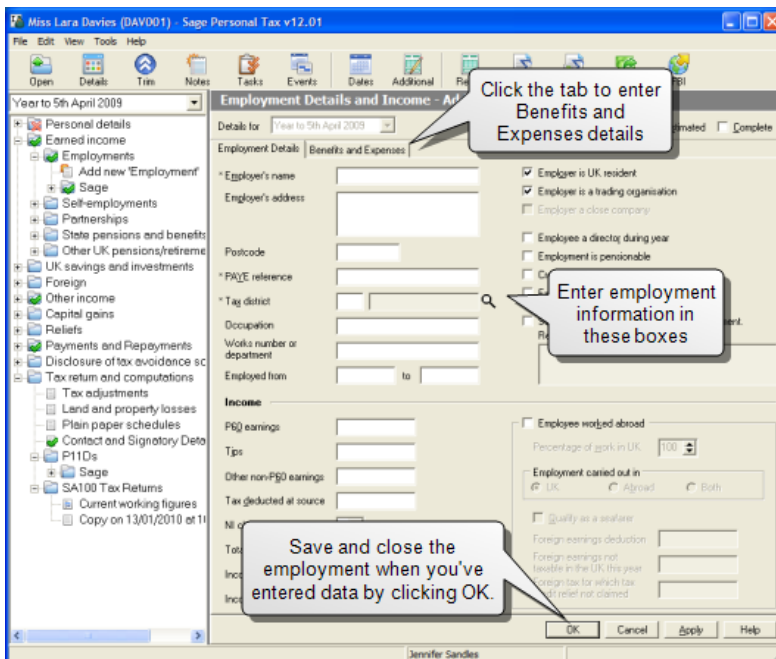 Miss Lara Davies (DAV001) - Sage Personal Tax v12.01
File Edit View Tools Help
Open Details Trim Notes Tasks Events Dates Additional
Year to 5th April 2009
Employment Details and Income - Ad
Click the tab to enter
Benefits and
Expenses details
Details for Year to 5th April 2009
Complete
Employment Details Benefits and Expenses
Personal details
Earned income
Employments
Add new 'Employment'
Sage
Self-employments
Partnerships
State pensions and benefits
Other UK pensions/retireme
UK savings and investments
Foreign
Other income
Capital gains
Reliefs
Payments and Repayments
Disclosure of tax avoidance sc
Tax return and computations
Tax adjustments
Land and property losses
Plain paper schedules
Contact and Signatory Deta
P11Ds
Sage
SA100 Tax Returns
Current working figures
Copy on 13/01/2010 at 1
* Employer's name
Employer's address
Postcode
* PAYE reference
* Tax district
Occupation
Works number or
department
Employed from to
Employer is UK resident
Employer is a trading organisation
Employer a close company
Employee a director during year
Employment is pensionable
Enter employment
information in
these boxes
Income
P60 earnings
Tips
Other non-P60 earnings
Tax deducted at source
Save and close the
employment when you've
entered data by clicking OK.
Employee worked abroad
Percentage of work in UK 100
Employment carried out in
UK Abroad Both
Qualify as a seafarer
Foreign earnings deduction
Foreign earnings not
taxable in the UK this year
Foreign tax for which tax
relief not claimed
OK Cancel Apply Help
Jennifer Sandles